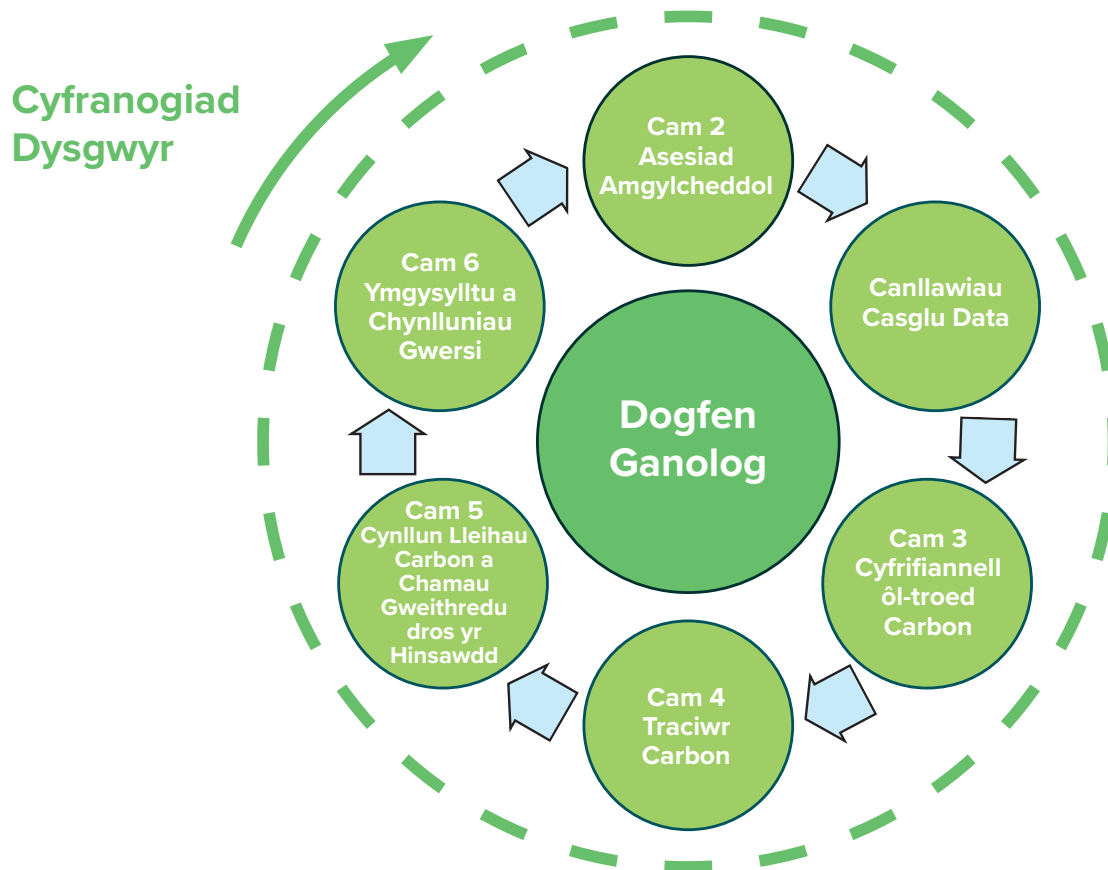 Cyfranogiad
Dysgwyr
Cam 2
Asesiad
Amgylcheddol
Canllawiau
Casglu Data
Cam 3
Cyfrifiannell
ôl-troed
Carbon
Cam 4
Traciwr
Carbon
Cam 5
Cynllun Lleihau
Carbon a
Chamau
Gweithredu
dros yr
Hinsawdd
Cam 6
Ymgysylltu a
Chynlluniau
Gwersi
Dogfen
Ganolog